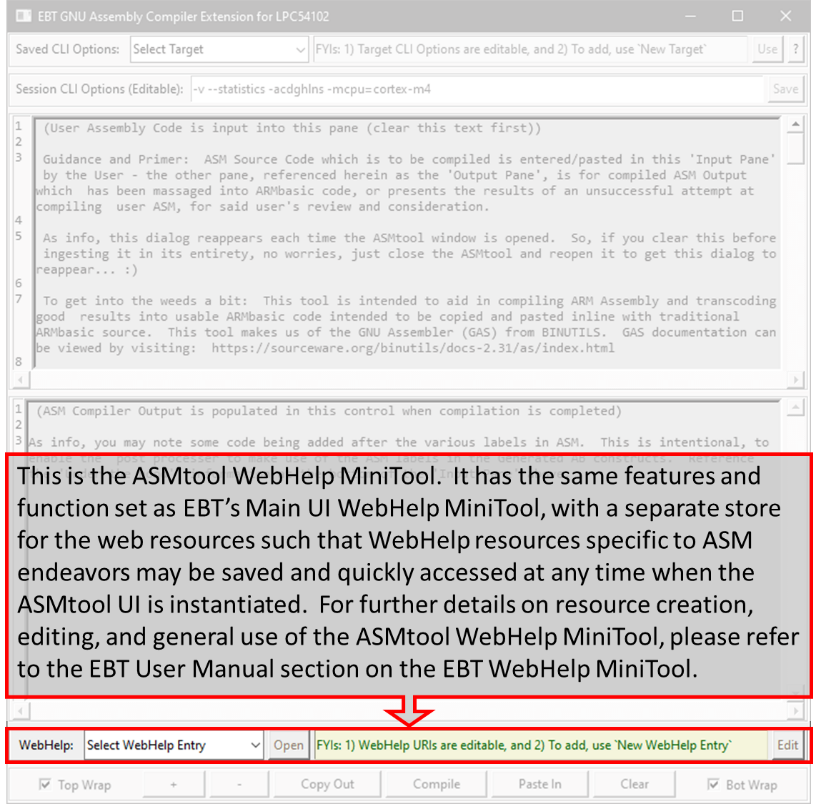 EBT GNU Assembly Compiler Extension for LPC54102
Saved CLI Options: Select Target FYIs: 1) Target CLI Options are editable, and 2) To add, use `New Target` Use ?
Session CLI Options (Editable): -v --statistics -acdghlns -mcpu=cortex-m4 Save
1 (User Assembly Code is input into this pane (clear this text first))
2
3 Guidance and Primer: ASM Source Code which is to be compiled is entered/pasted in this 'Input Pane'
by the User - the other pane, referenced herein as the 'Output Pane', is for compiled ASM Output
which has been massaged into ARMbasic code, or presents the results of an unsuccessful attempt at
compiling user ASM, for said user's review and consideration.
4
5 As info, this dialog reappears each time the ASMtool window is opened. So, if you clear this before
ingesting it in its entirety, no worries, just close the ASMtool and reopen it to get this dialog to
reappear... :)
6
7 To get into the weeds a bit: This tool is intended to aid in compiling ARM Assembly and transcoding
good results into usable ARMbasic code intended to be copied and pasted inline with traditional
ARMbasic source. This tool makes us of the GNU Assembler (GAS) from BINUTILS. GAS documentation can
be viewed by visiting: https://sourceware.org/binutils/docs-2.31/as/index.html
8
1 (ASM Compiler Output is populated in this control when compilation is completed)
2
3 As info, you may note some code being added after the various labels in ASM. This is intentional, to
enable the post processor to make use of the ASM labels in the generated AB constructs. Reference
This is the ASMtool WebHelp MiniTool. It has the same features and
function set as EBT's Main UI WebHelp MiniTool, with a separate store
for the web resources such that WebHelp resources specific to ASM
endeavors may be saved and quickly accessed at any time when the
ASMtool UI is instantiated. For further details on resource creation,
editing, and general use of the ASMtool WebHelp MiniTool, please refer
to the EBT User Manual section on the EBT WebHelp MiniTool.
WebHelp: Select WebHelp Entry Open FYIs: 1) WebHelp URIs are editable, and 2) To add, use `New WebHelp Entry` Edit
Top Wrap + - Copy Out Compile Paste In Clear Bot Wrap